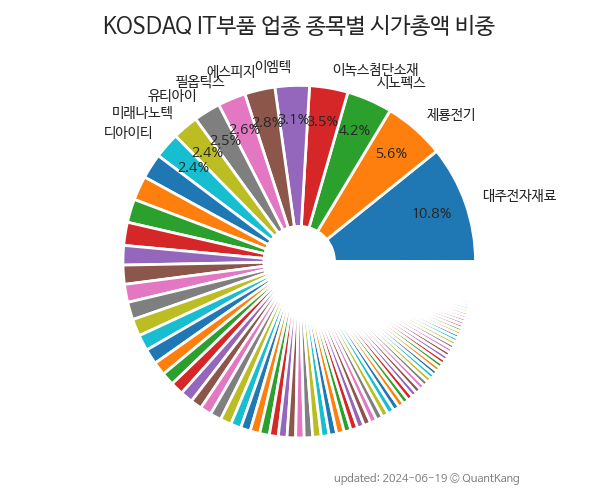 KOSDAQ IT부품 업종 종목별 시가총액 비중
대주전자재료
10.8%
제룡전기
5.6%
시노펙스
4.2%
이녹스첨단소재
3.5%
이엠텍
3.1%
에스피지
2.8%
필옵틱스
2.6%
유티아이
2.5%
미래나노텍
2.4%
디아이티
2.4%
updated: 2024-06-19 © QuantKang